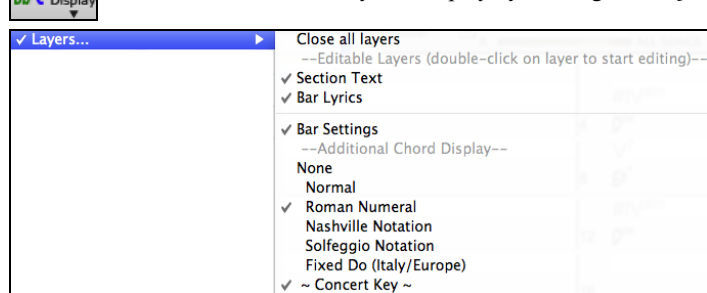 Display
✓ Layers...
Close all layers
--Editable Layers (double-click on layer to start editing)--
✓ Section Text
✓ Bar Lyrics
✓ Bar Settings
--Additional Chord Display--
None
Normal
✓ Roman Numeral
Nashville Notation
Solfeggio Notation
Fixed Do (Italy/Europe)
✓ ~ Concert Key ~